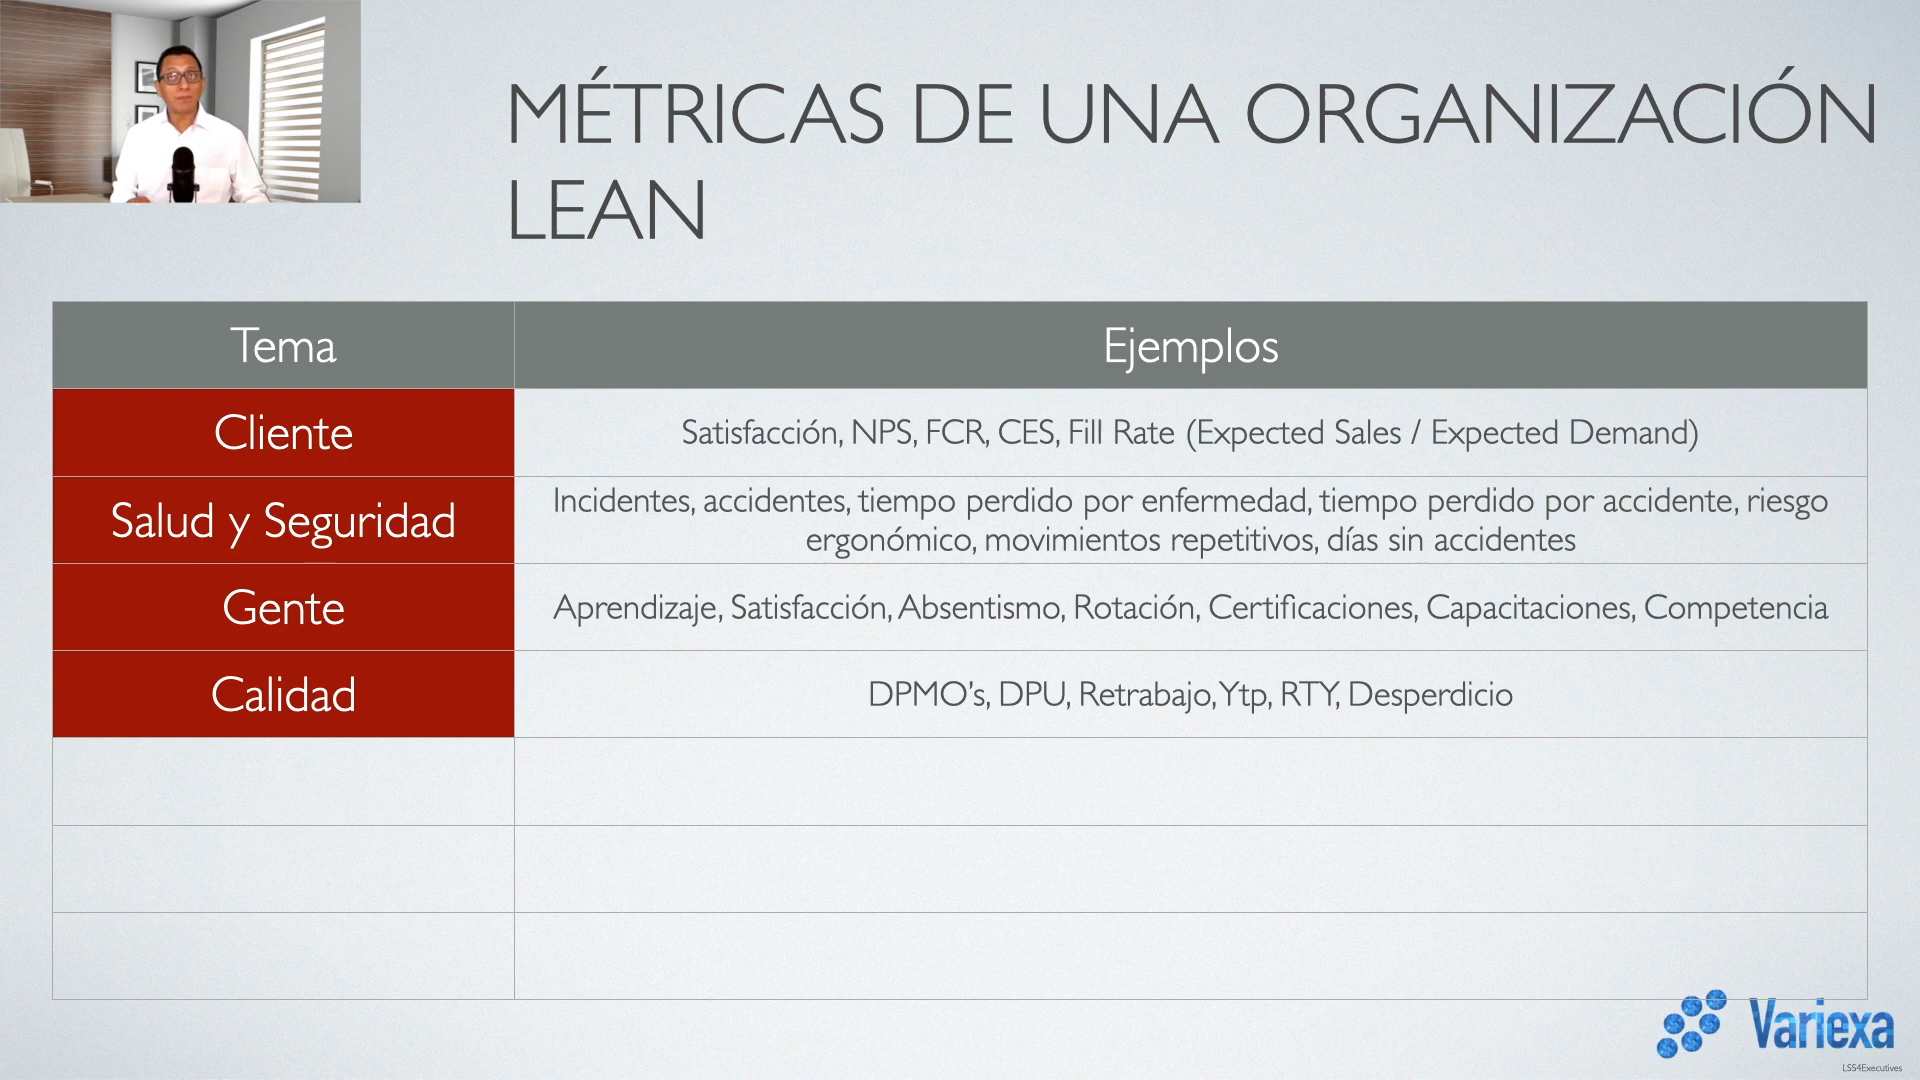 MÉTRICAS DE UNA ORGANIZACIÓN
LEAN
Tema
Ejemplos
Cliente
Satisfacción, NPS, FCR, CES, Fill Rate (Expected Sales / Expected Demand)
Salud y Seguridad
Incidentes, accidentes, tiempo perdido por enfermedad, tiempo perdido por accidente, riesgo
ergonómico, movimientos repetitivos, días sin accidentes
Gente
Aprendizaje, Satisfacción, Absentismo, Rotación, Certificaciones, Capacitaciones, Competencia
Calidad
DPMO's, DPU, Retrabajo, Ytp, RTY, Desperdicio
Variexa
LSS4Executives